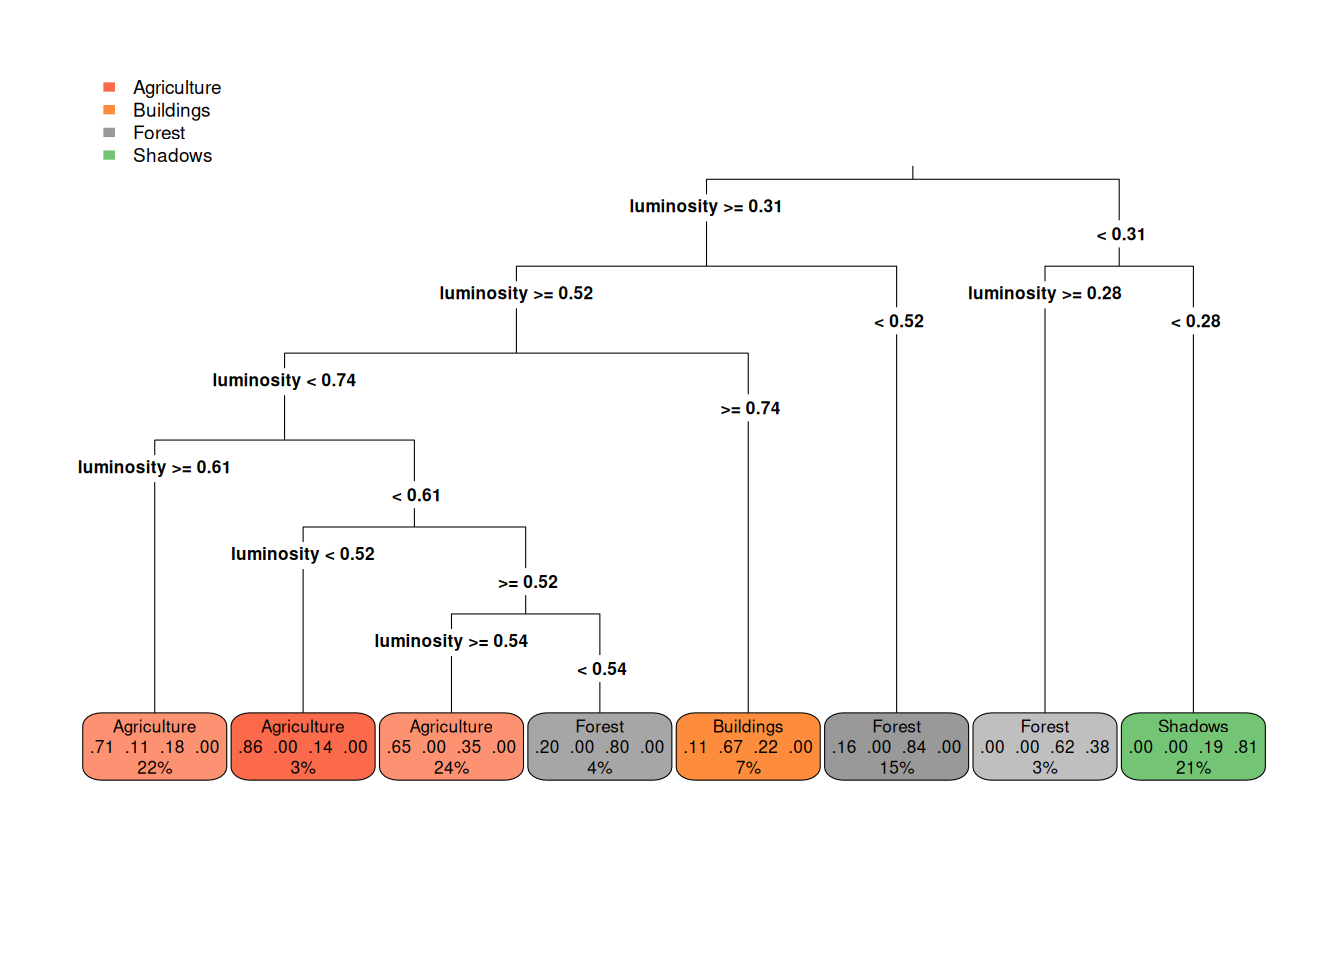 Agriculture
Buildings
Forest
Shadows
luminosity >= 0.31
< 0.31
luminosity >= 0.52
< 0.52
luminosity >= 0.28
< 0.28
luminosity < 0.74
>= 0.74
luminosity >= 0.61
< 0.61
luminosity < 0.52
>= 0.52
luminosity >= 0.54
< 0.54
Agriculture
.71 .11 .18 .00
22%
Agriculture
.86 .00 .14 .00
3%
Agriculture
.65 .00 .35 .00
24%
Forest
.20 .00 .80 .00
4%
Buildings
.11 .67 .22 .00
7%
Forest
.16 .00 .84 .00
15%
Forest
.00 .00 .62 .38
3%
Shadows
.00 .00 .19 .81
21%